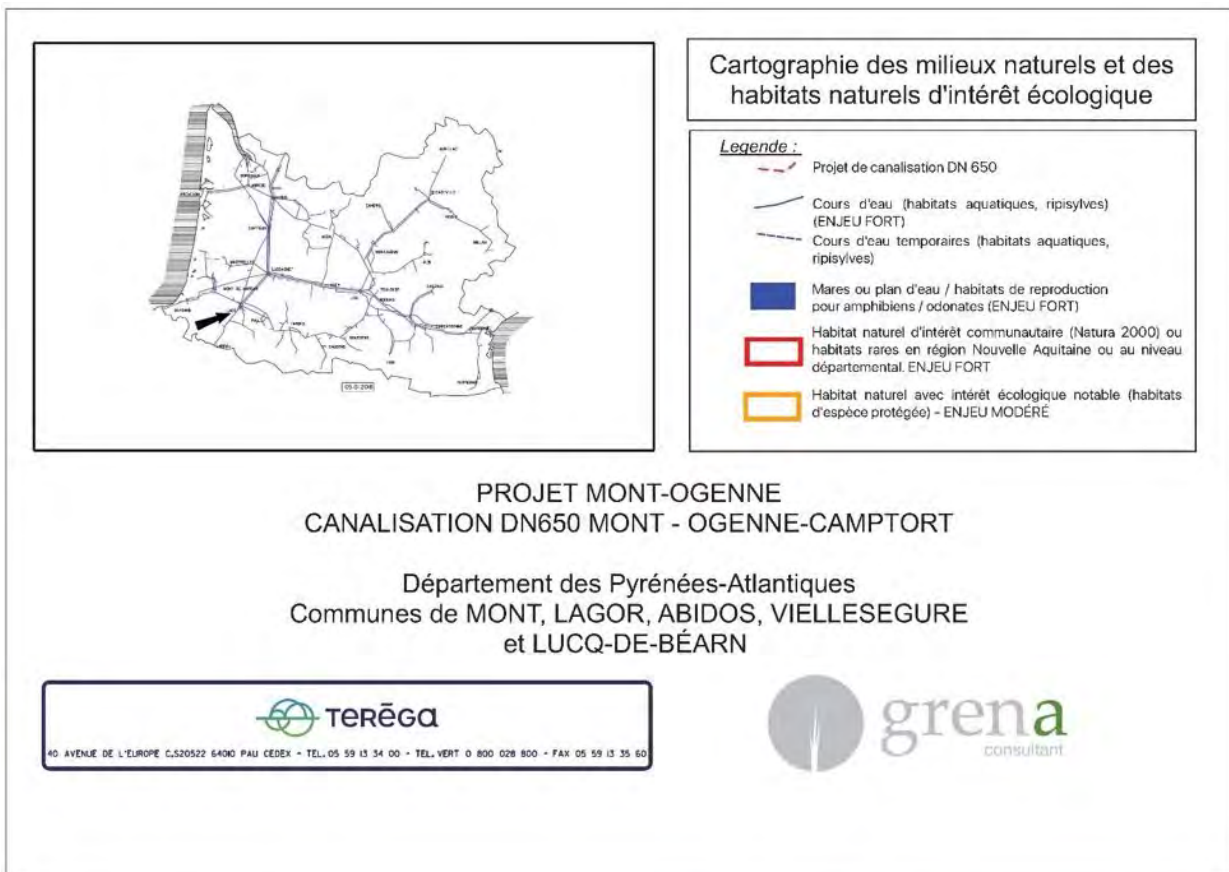 Cartographie des milieux naturels et des
habitats naturels d'intérêt écologique
Legende :
Projet de canalisation DN 650
Cours d'eau (habitats aquatiques, ripisylves)
(ENJEU FORT)
Cours d'eau temporaires (habitats aquatiques,
ripisylves)
Mares ou plan d'eau / habitats de reproduction
pour amphibiens / odonates (ENJEU FORT)
Habitat naturel d'intérêt communautaire (Natura 2000) ou
habitats rares en région Nouvelle Aquitaine ou au niveau
départemental. ENJEU FORT
Habitat naturel avec intérêt écologique notable (habitats
d'espèce protégée) - ENJEU MODÉRÉ
PROJET MONT-OGENNE
CANALISATION DN650 MONT - OGENNE-CAMPTORT
Département des Pyrénées-Atlantiques
Communes de MONT, LAGOR, ABIDOS, VIELLESEGURE
et LUCQ-DE-BÉARN
TERĒGA
40 AVENUE DE L'EUROPE C.S20522 64010 PAU CEDEX - TEL. 05 59 13 34 00 - TEL. VERT 0 800 028 800 - FAX 05 59 13 35 60
grena
consultant